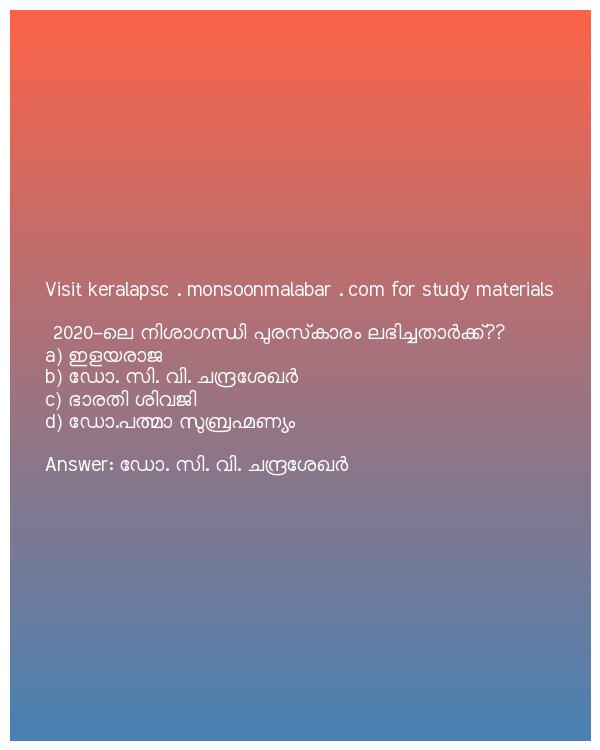 Visit keralapsc . monsoonmalabar . com for study materials
2020-ലെ നിശാഗന്ധി പുരസ്‌കാരം ലഭിച്ചതാർക്ക്??
a) ഇളയരാജ
b) ഡോ. സി. വി. ചന്ദ്രശേഖർ
c) ഭാരതി ശിവജി
d) ഡോ.പത്മാ സുബ്രഹ്മണ്യം
Answer: ഡോ. സി. വി. ചന്ദ്രശേഖർ